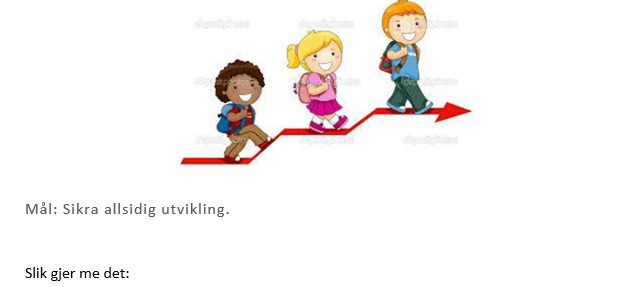 Mål: Sikra allsidig utvikling.
Slik gjer me det: